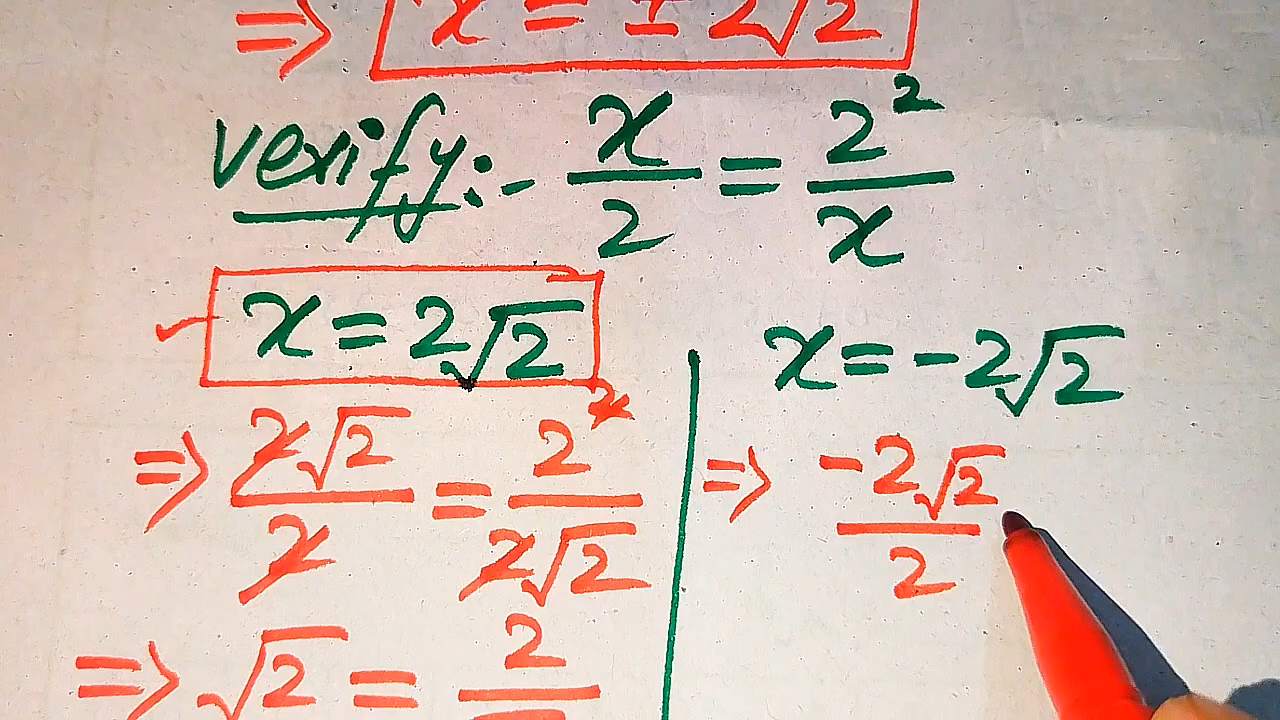 ⇒ x = ± 2√2
Verify:- x/2 = 2²/x
x = 2√2
⇒ 2√2/2 = 2²/2√2
⇒ √2 = 2/
x = -2√2
⇒ -2√2/2